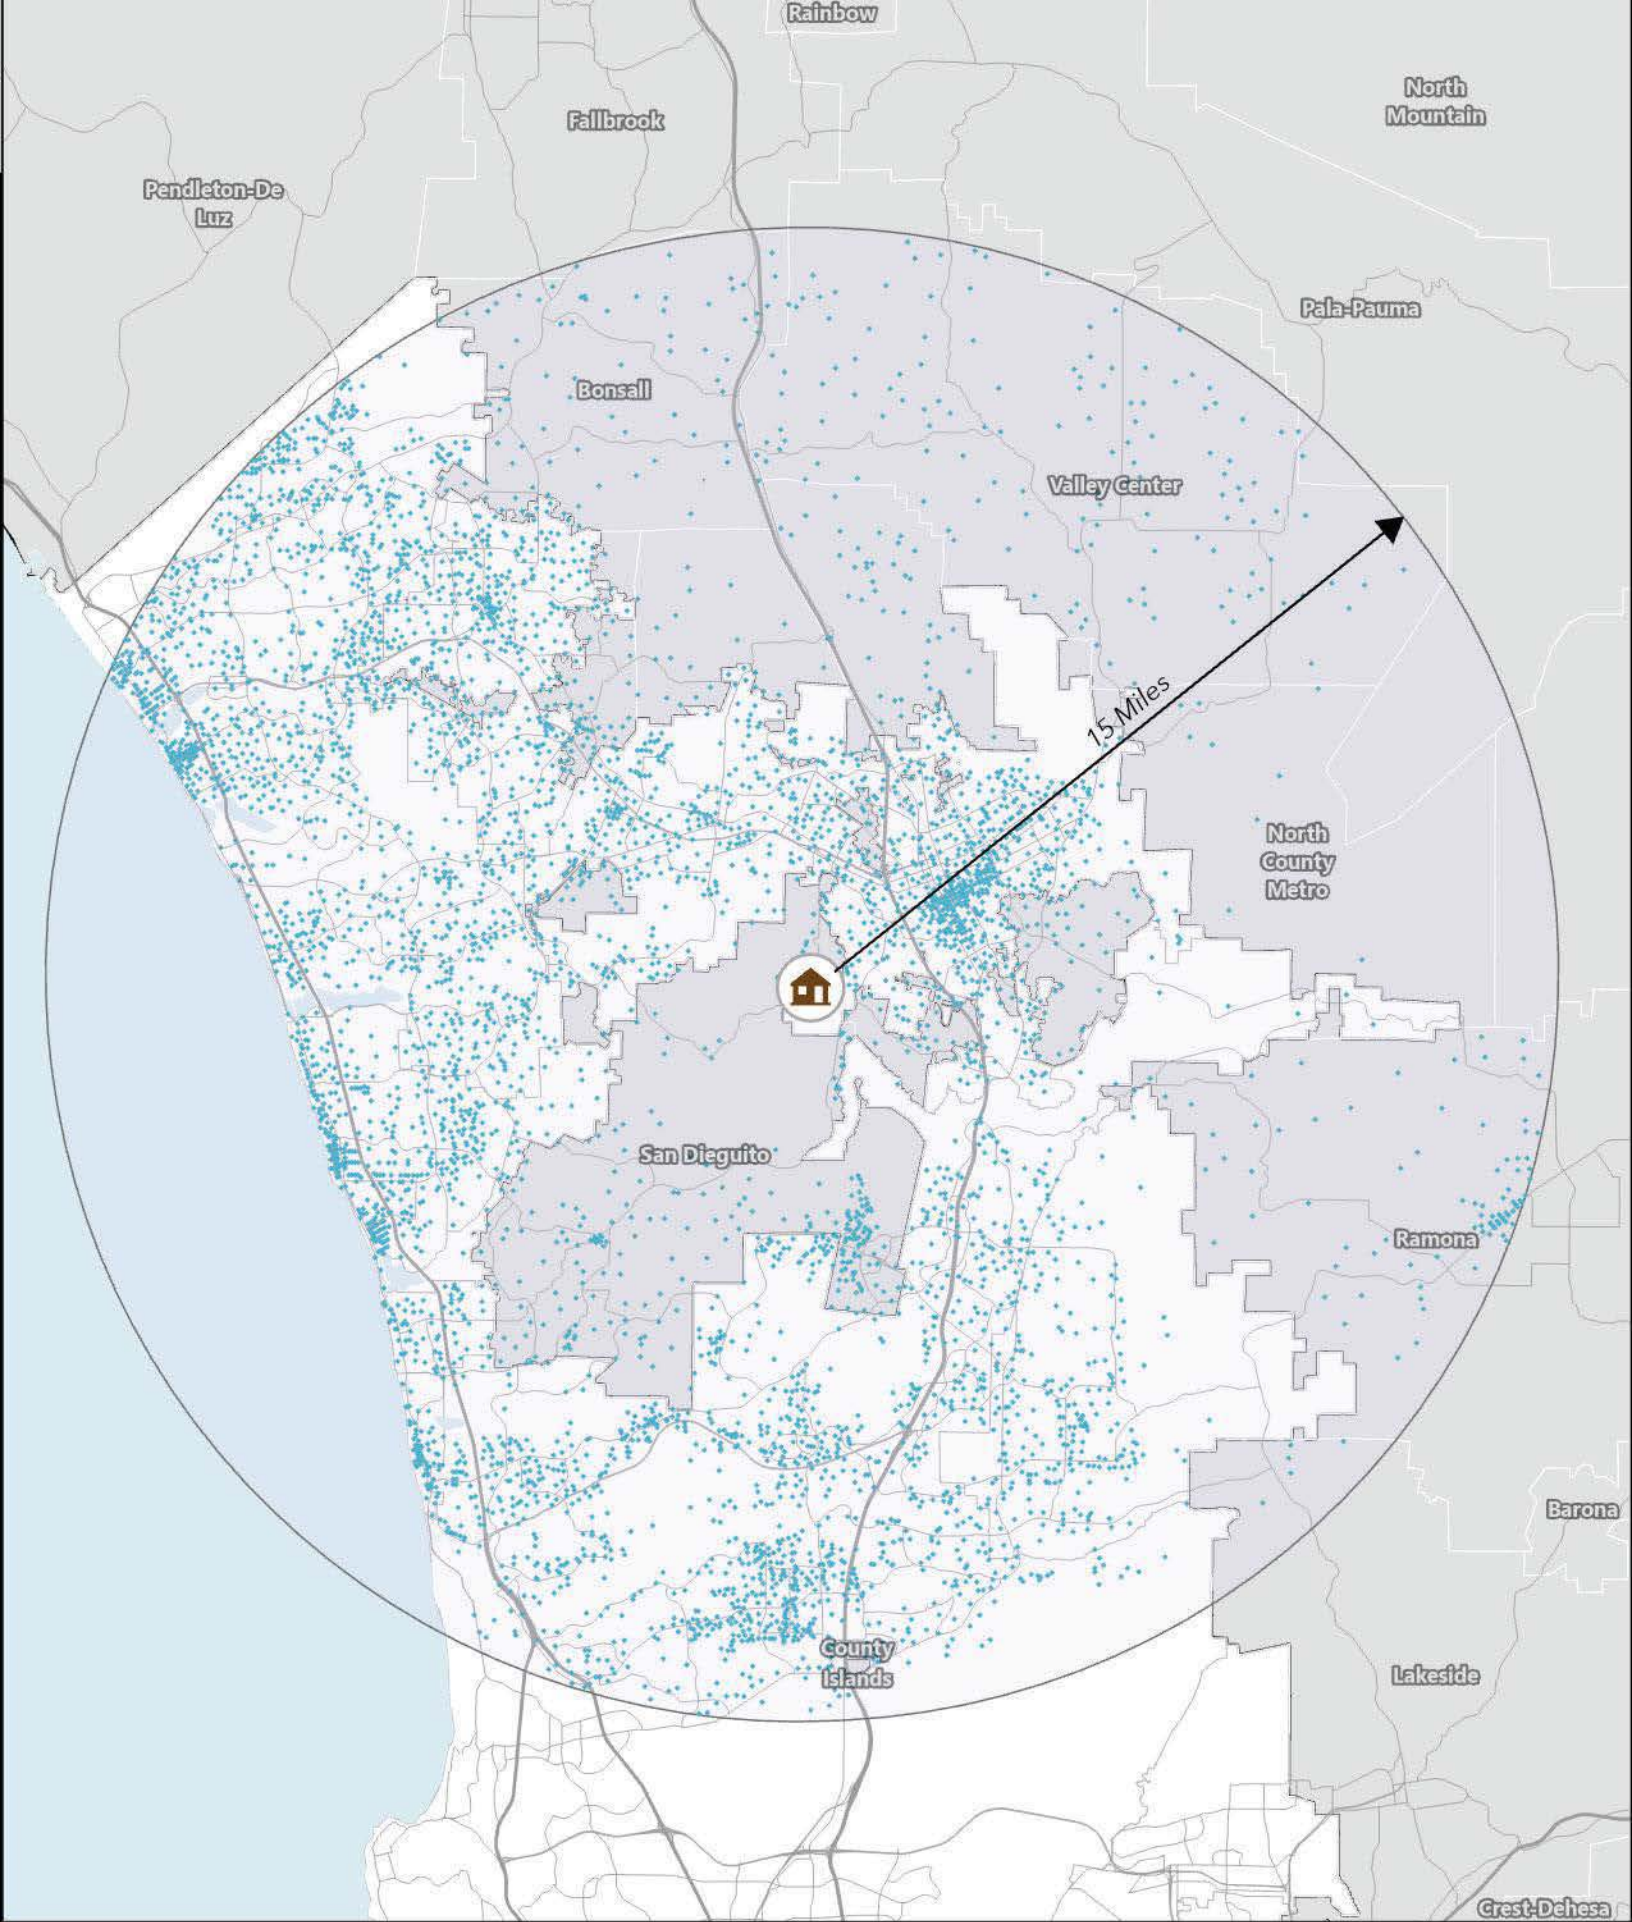 Rainbow
North
Mountain
Fallbrook
Pendleton-De
Luz
Pala-Pauma
Bonsall
Valley Center
15 Miles
North
County
Metro
San Dieguito
Ramona
Barona
County
Islands
Lakeside
Crest-Dehesa